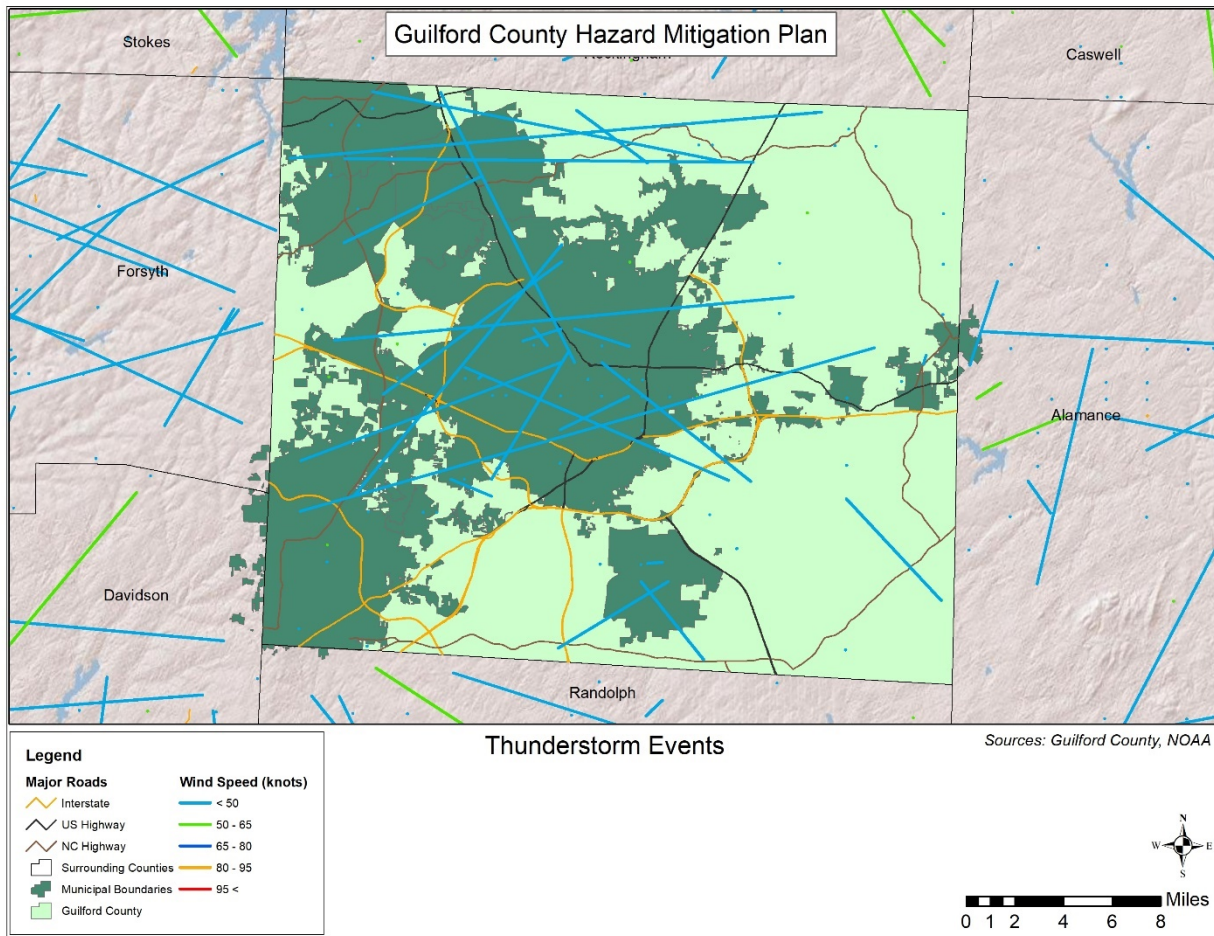 Guilford County Hazard Mitigation Plan
Stokes
Rockingham
Caswell
Forsyth
Alamance
Davidson
Randolph
Thunderstorm Events
Sources: Guilford County, NOAA
Legend
Major Roads
Interstate
US Highway
NC Highway
Surrounding Counties
Municipal Boundaries
Guilford County
Wind Speed (knots)
< 50
50 - 65
65 - 80
80 - 95
95 <
N
W E
S
Miles
0 1 2 4 6 8